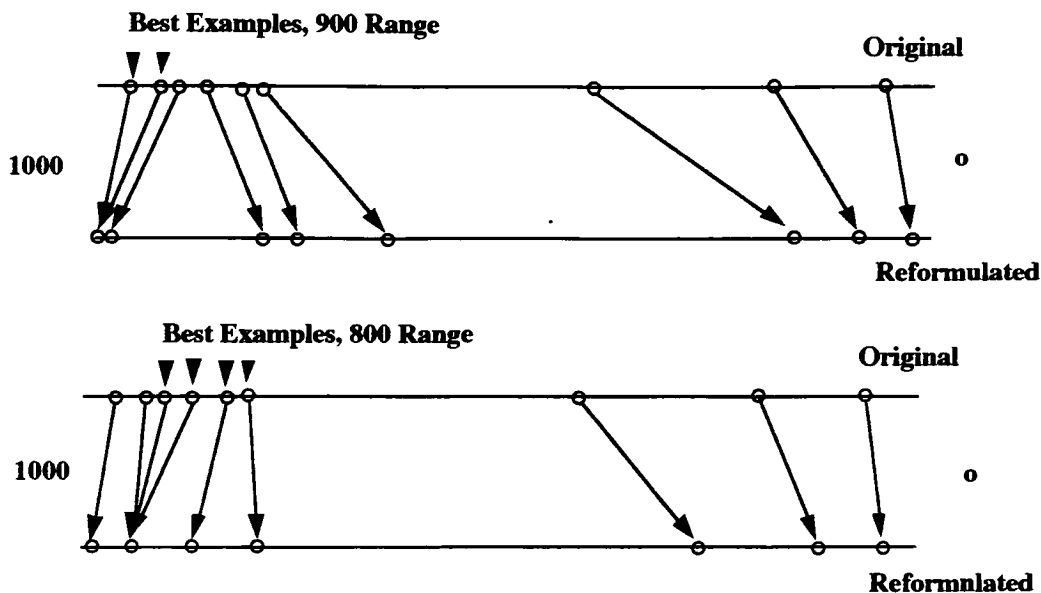 Best Examples, 900 Range
Original
1000
o
Reformulated
Best Examples, 800 Range
Original
1000
o
Reformnlated